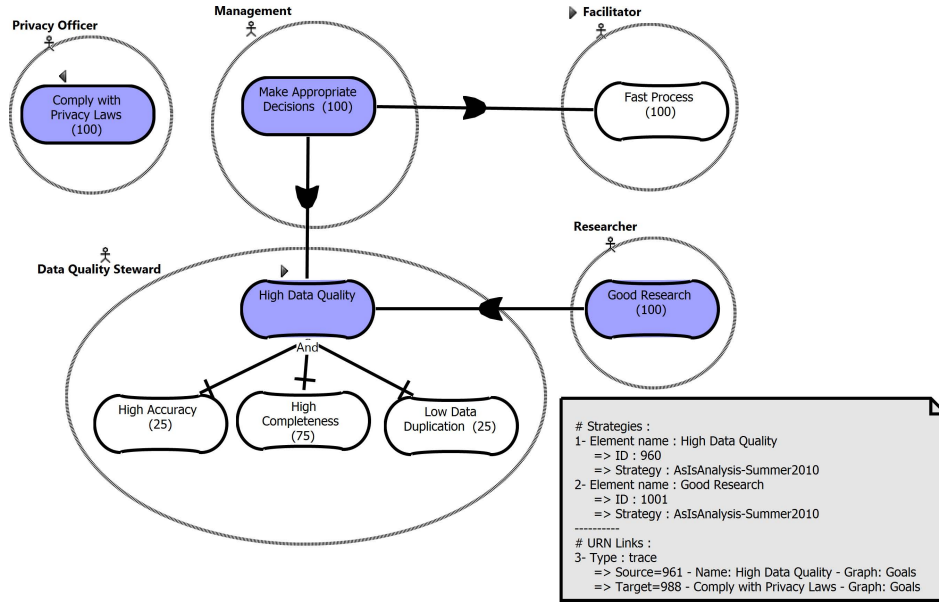 Privacy Officer
Comply with
Privacy Laws
(100)
Management
Make Appropriate
Decisions (100)
Facilitator
Fast Process
(100)
Data Quality Steward
High Data Quality
And
High Accuracy
(25)
High
Completeness
(75)
Low Data
Duplication (25)
Researcher
Good Research
(100)
# Strategies :
1- Element name : High Data Quality
=> ID : 960
=> Strategy : AsIsAnalysis-Summer2010
2- Element name : Good Research
=> ID : 1001
=> Strategy : AsIsAnalysis-Summer2010
----------
# URN Links :
3- Type : trace
=> Source=961 - Name: High Data Quality - Graph: Goals
=> Target=988 - Comply with Privacy Laws - Graph: Goals